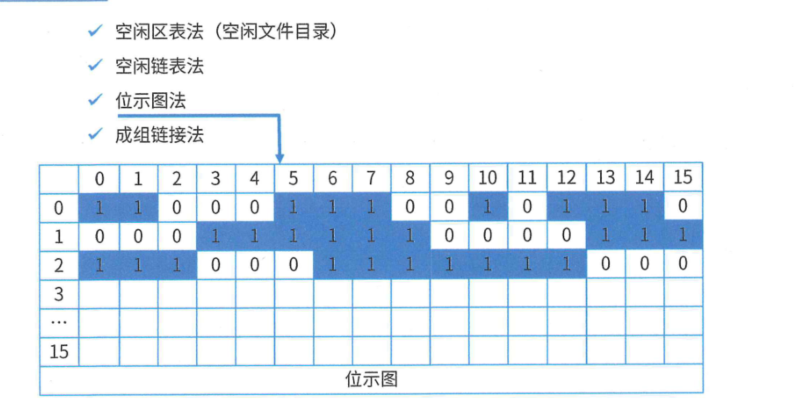 ✓ 空闲区表法（空闲文件目录）
✓ 空闲链表法
✓ 位示图法
✓ 成组链接法
0 1 2 3 4 5 6 7 8 9 10 11 12 13 14 15
0 1 1 0 0 0 1 1 1 0 0 1 0 1 1 1 0
1 0 0 0 1 1 1 1 1 1 0 0 0 0 1 1 1
2 1 1 1 0 0 0 1 1 1 1 1 1 1 0 0 0
3
…
15
位示图